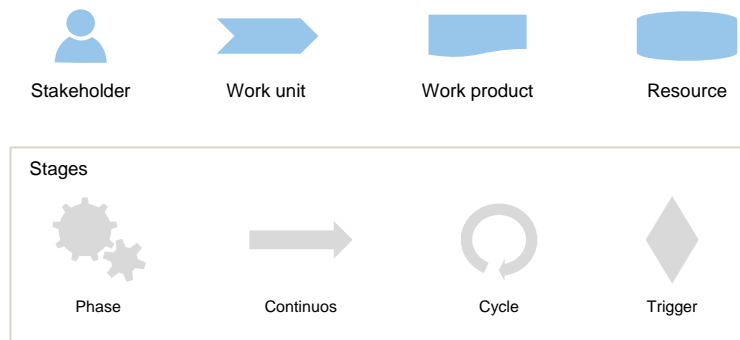 Stakeholder Work unit Work product Resource
Stages
Phase Continuos Cycle Trigger